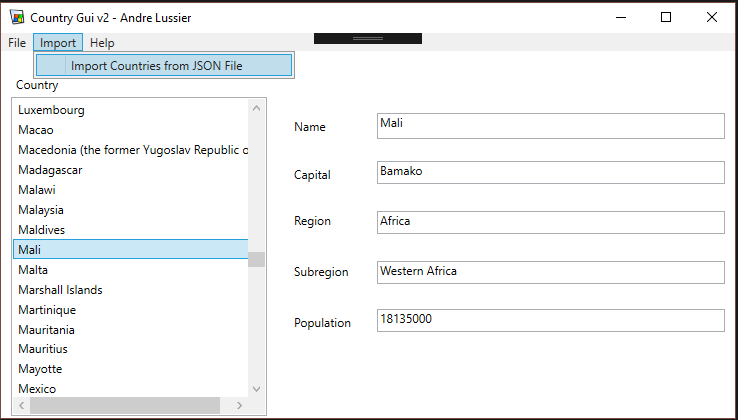 Country Gui v2 - Andre Lussier
File Import Help
Import Countries from JSON File
Country
Luxembourg
Macao
Macedonia (the former Yugoslav Republic o
Madagascar
Malawi
Malaysia
Maldives
Mali
Malta
Marshall Islands
Martinique
Mauritania
Mauritius
Mayotte
Mexico
Name Mali
Capital Bamako
Region Africa
Subregion Western Africa
Population 18135000